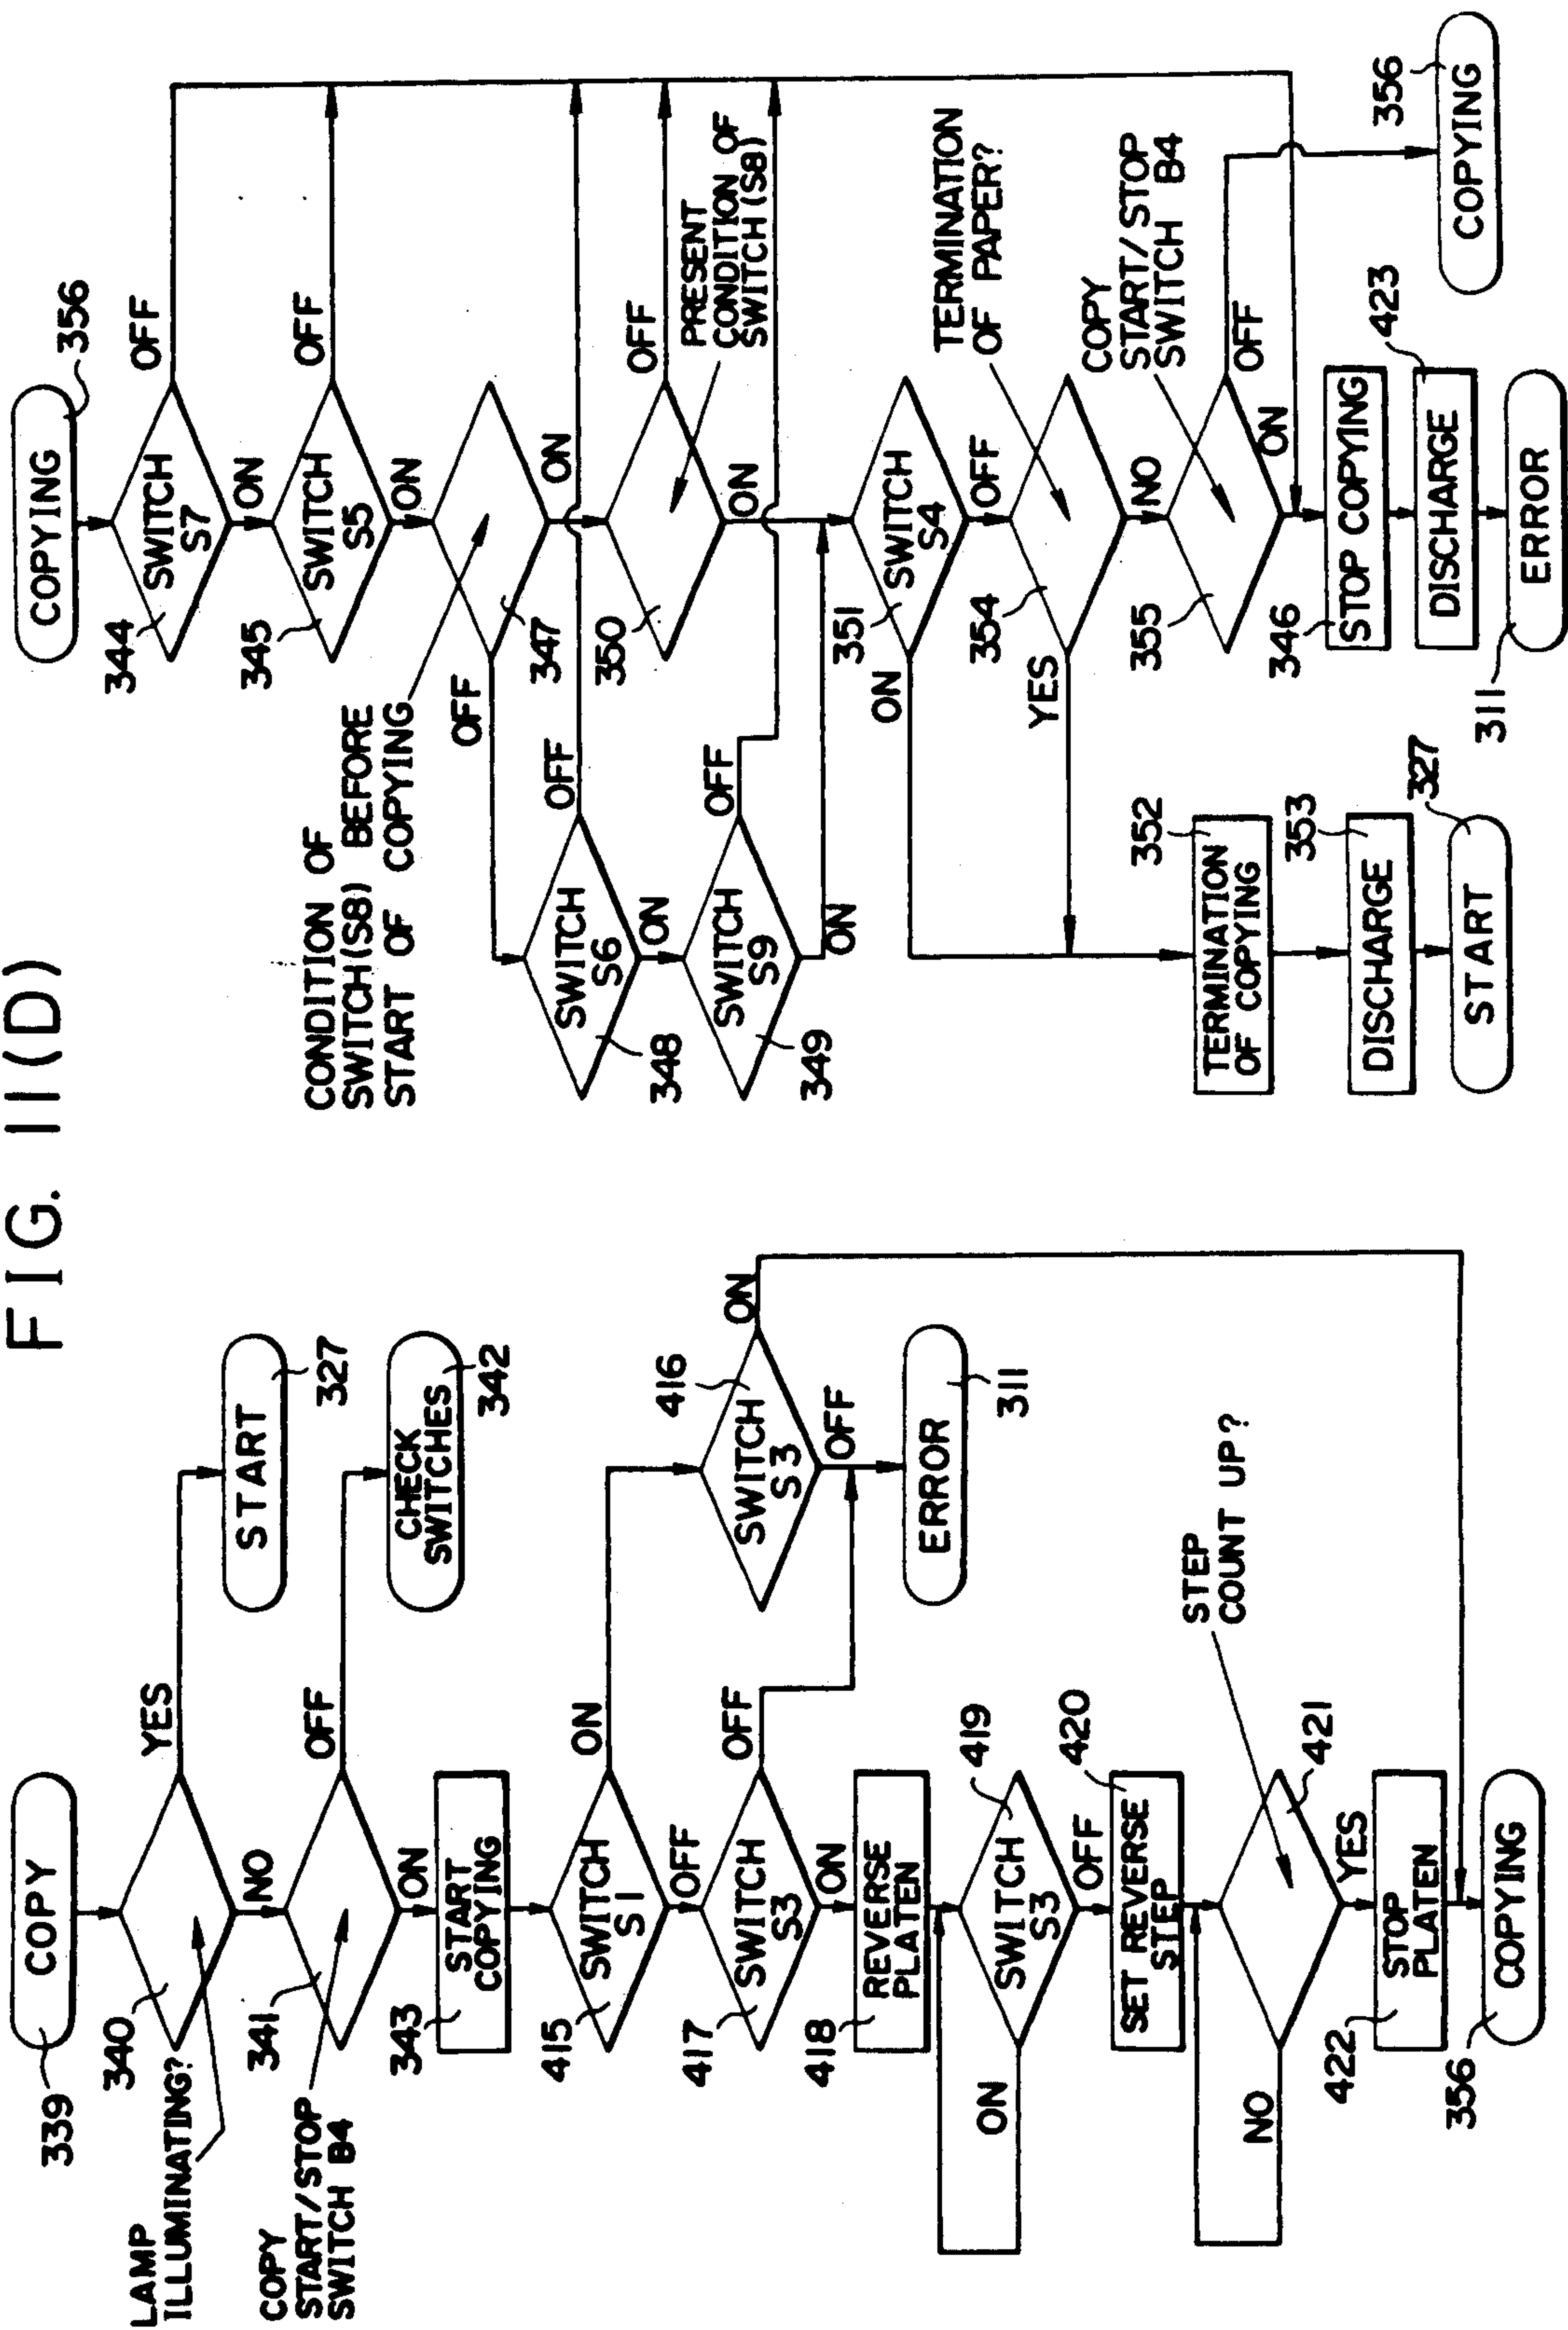 FIG. 11(D)
COPY
339
LAMP
ILLUMINATING?
340
YES
START
327
NO
COPY
START/STOP
SWITCH B4
341
OFF
CHECK
SWITCHES
342
ON
343
START
COPYING
415
SWITCH
S1
ON
416
SWITCH
S3
ON
OFF
OFF
417
SWITCH
S3
OFF
ERROR
311
ON
418
REVERSE
PLATEN
419
SWITCH
S3
ON
OFF
420
SET REVERSE
STEP
STEP
COUNT UP?
421
NO
YES
422
STOP
PLATEN
356
COPYING
COPYING
356
344
SWITCH
S7
OFF
ON
345
SWITCH
S5
OFF
ON
CONDITION OF
SWITCH(S8) BEFORE
START OF COPYING
347
OFF
ON
SWITCH
S6
348
OFF
ON
350
OFF
PRESENT
CONDITION OF
SWITCH(S8)
ON
SWITCH
S9
349
OFF
ON
351
SWITCH
S4
ON
OFF
TERMINATION
OF PAPER?
354
YES
NO
COPY
START/STOP
SWITCH B4
355
OFF
ON
COPYING
356
352
TERMINATION
OF COPYING
353
DISCHARGE
START
327
346
STOP COPYING
DISCHARGE
423
ERROR
311